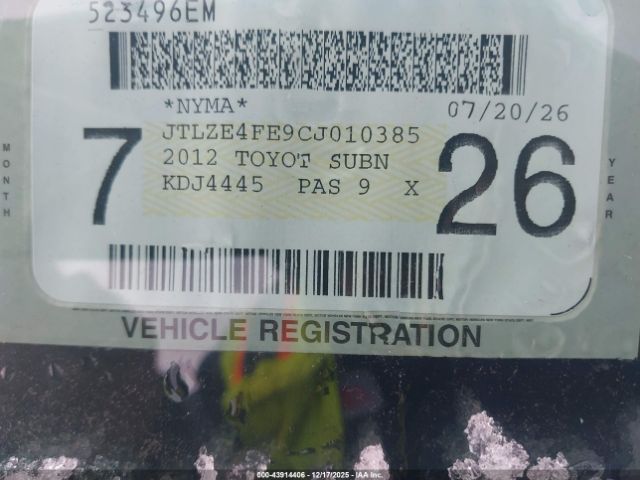 523496EM
*NYMA* 07/20/26
MONTH
7
JTLZE4FE9CJ010385
2012 TOYOT SUBN
KDJ4445 PAS 9 X
26
YEAR
VEHICLE REGISTRATION
000-43914406 - 12/17/2025 - IAA Inc.